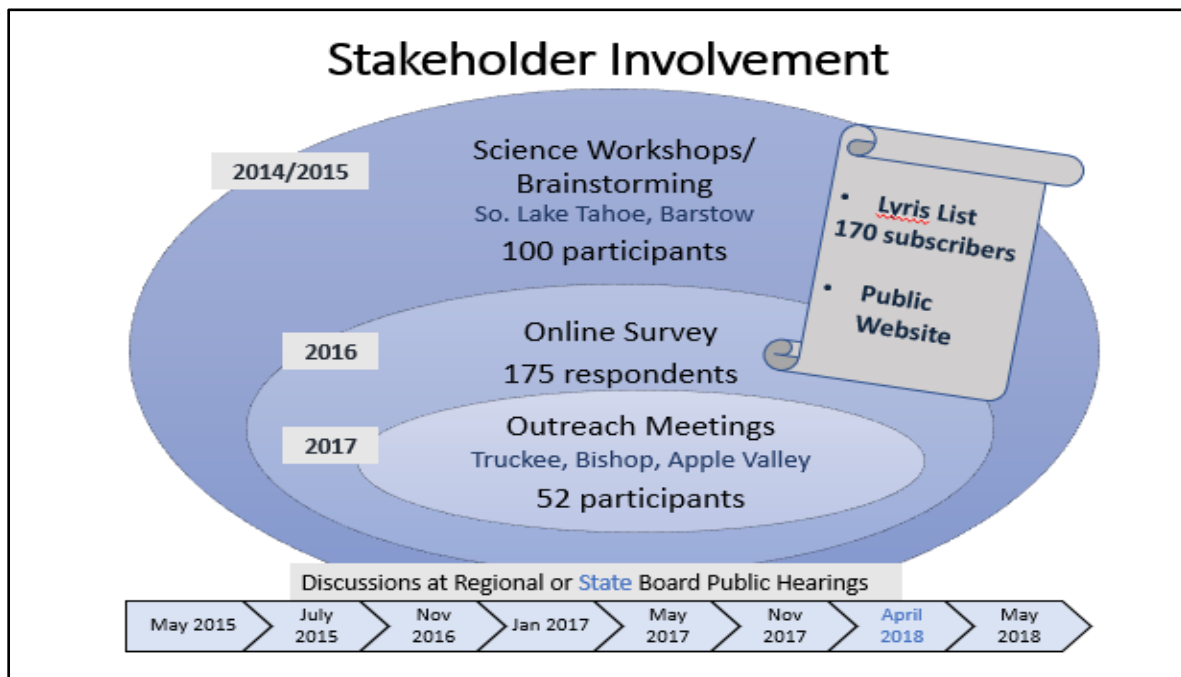 Stakeholder Involvement
2014/2015
Science Workshops/
Brainstorming
So. Lake Tahoe, Barstow
100 participants
• Lyris List
170 subscribers
• Public
Website
2016
Online Survey
175 respondents
2017
Outreach Meetings
Truckee, Bishop, Apple Valley
52 participants
Discussions at Regional or State Board Public Hearings
May 2015
July
2015
Nov
2016
Jan 2017
May
2017
Nov
2017
April
2018
May
2018